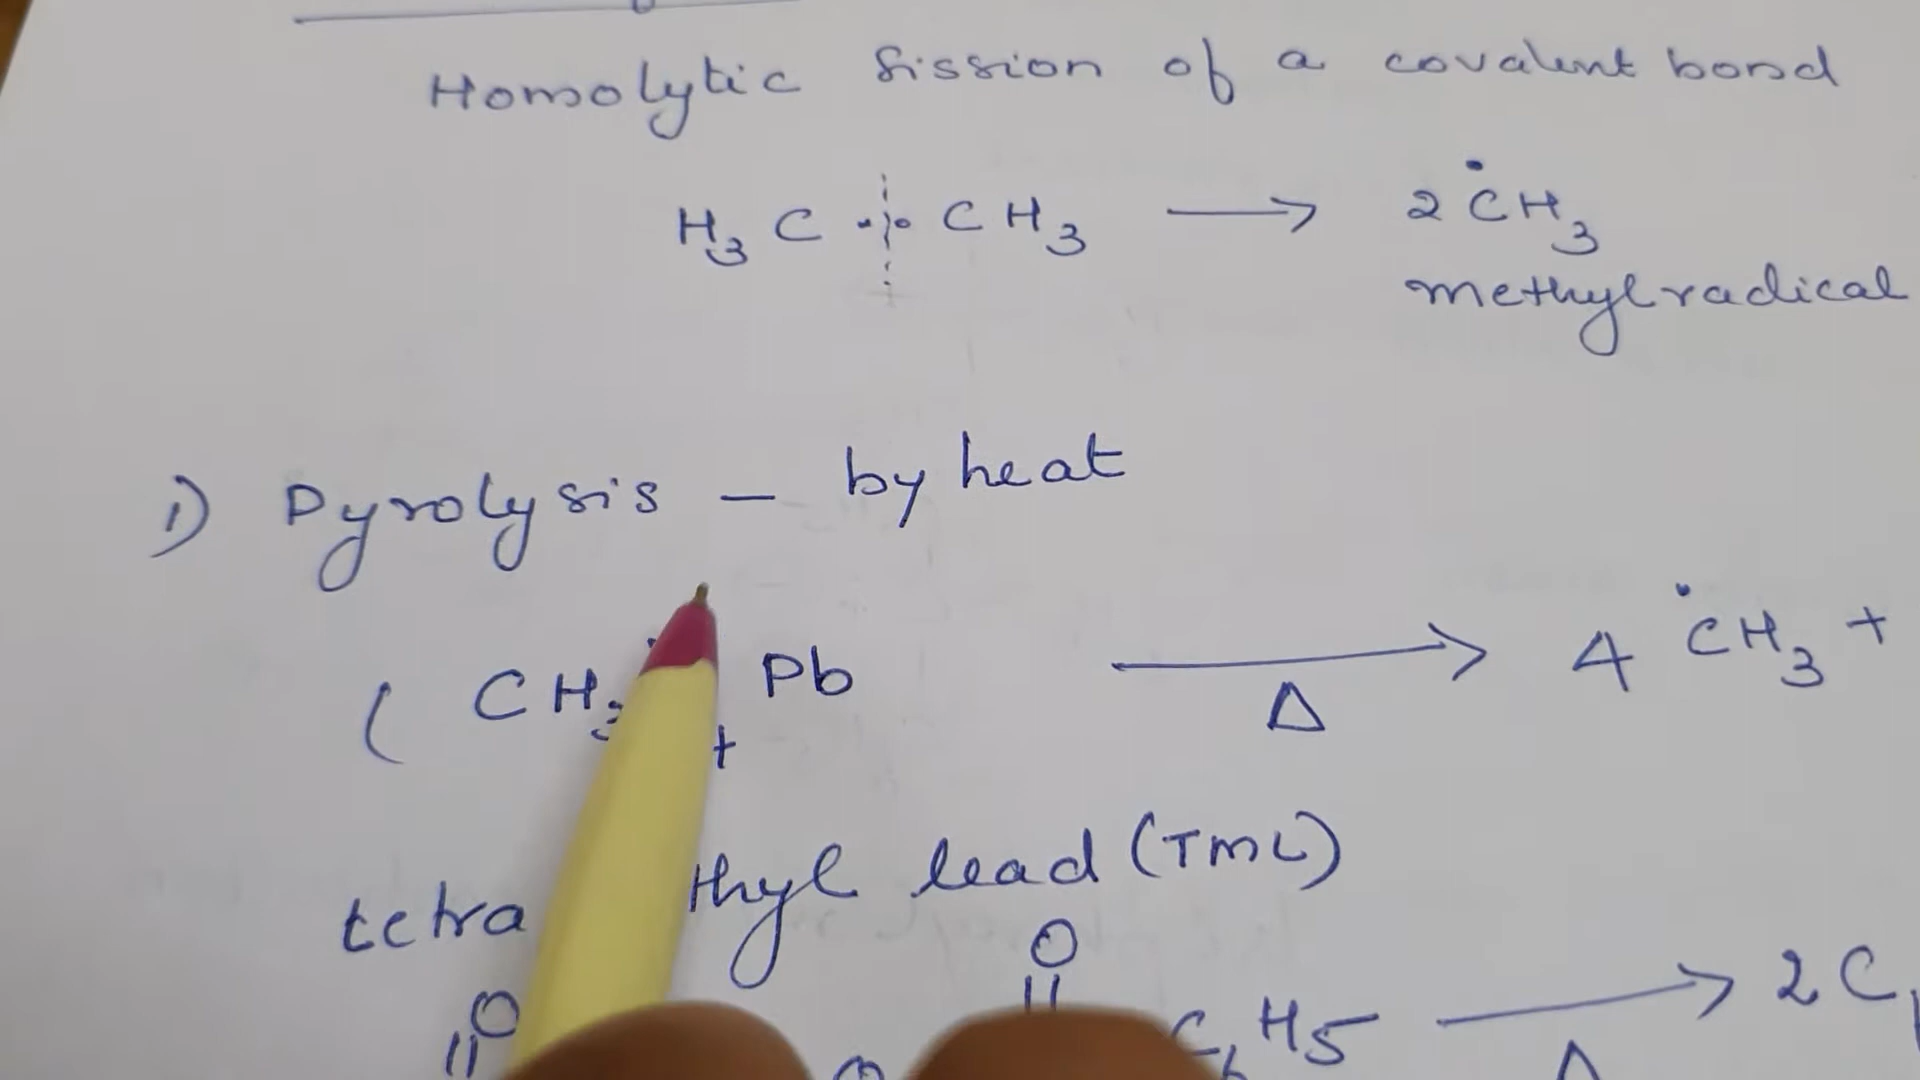 Homolytic fission of a covalent bond
H3C : CH3 → 2 ĊH3
methyl radical
1) Pyrolysis – by heat
(CH3 4 Pb →Δ 4 ĊH3 +
tetra thyl lead (TML)
O O
|| ||
C6H5 →Δ 2C